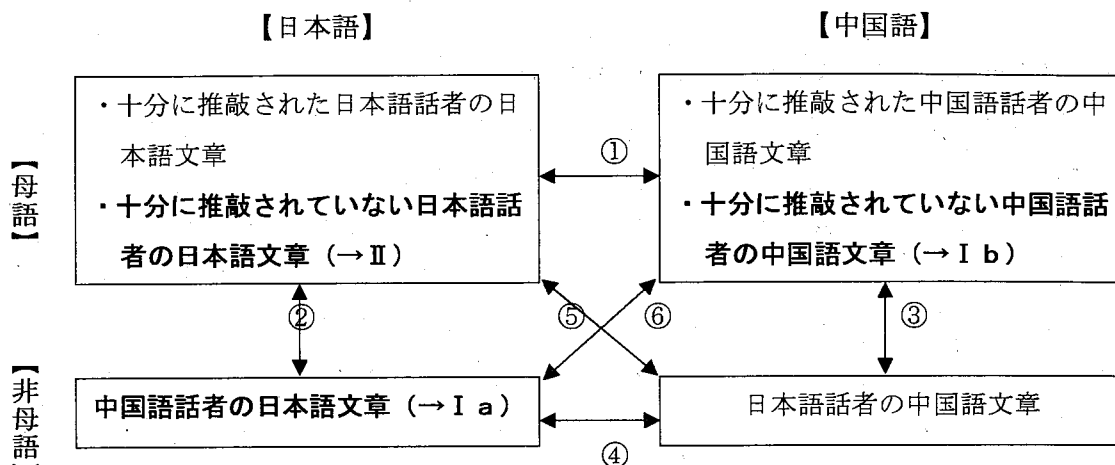 【日本語】
【中国語】
・十分に推敲された日本語話者の日
本語文章
・十分に推敲されていない日本語話
者の日本語文章（→Ⅱ）
①
・十分に推敲された中国語話者の中
国語文章
・十分に推敲されていない中国語話
者の中国語文章（→Ⅰb）
【母語】
②
⑤
⑥
③
【非母語】
中国語話者の日本語文章（→Ⅰa）
④
日本語話者の中国語文章